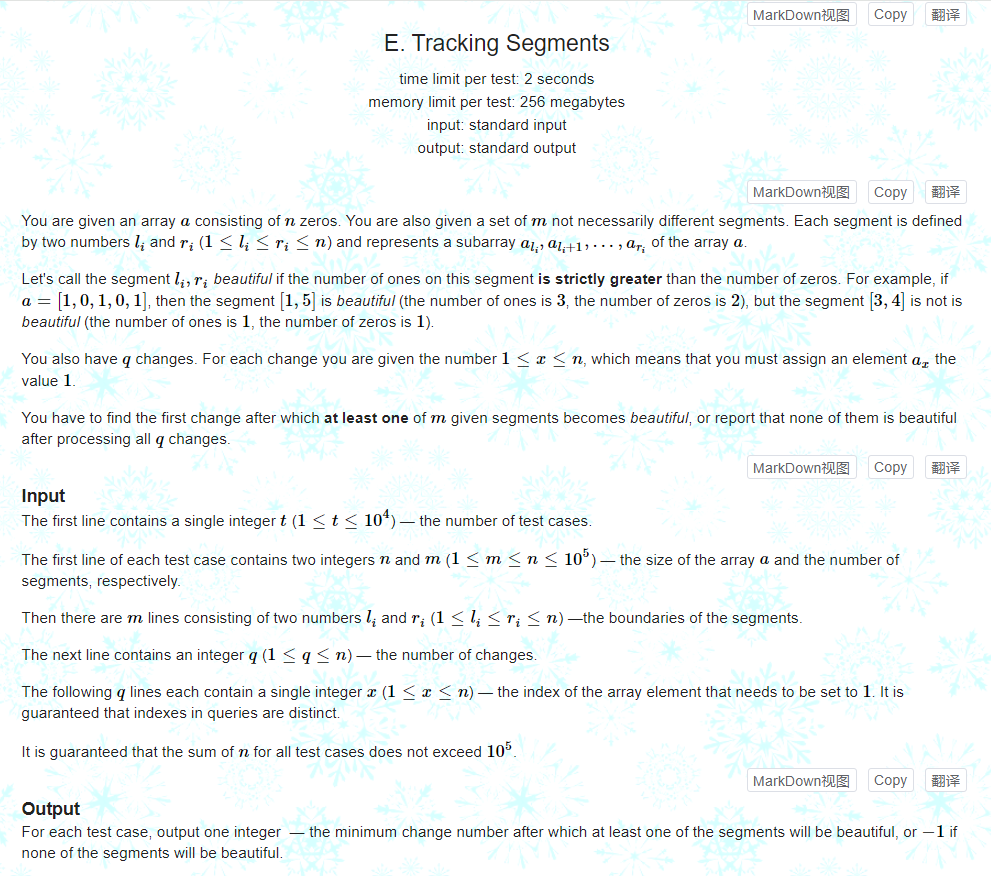 MarkDown视图 Copy 翻译
E. Tracking Segments
time limit per test: 2 seconds
memory limit per test: 256 megabytes
input: standard input
output: standard output
MarkDown视图 Copy 翻译
You are given an array a consisting of n zeros. You are also given a set of m not necessarily different segments. Each segment is defined
by two numbers l_i and r_i (1 ≤ l_i ≤ r_i ≤ n) and represents a subarray a_{l_i}, a_{l_i+1}, . . . , a_{r_i} of the array a.
Let's call the segment l_i, r_i beautiful if the number of ones on this segment is strictly greater than the number of zeros. For example, if
a = [1, 0, 1, 0, 1], then the segment [1, 5] is beautiful (the number of ones is 3, the number of zeros is 2), but the segment [3, 4] is not is
beautiful (the number of ones is 1, the number of zeros is 1).
You also have q changes. For each change you are given the number 1 ≤ x ≤ n, which means that you must assign an element a_x the
value 1.
You have to find the first change after which at least one of m given segments becomes beautiful, or report that none of them is beautiful
after processing all q changes.
MarkDown视图 Copy 翻译
Input
The first line contains a single integer t (1 ≤ t ≤ 10^4) — the number of test cases.
The first line of each test case contains two integers n and m (1 ≤ m ≤ n ≤ 10^5) — the size of the array a and the number of
segments, respectively.
Then there are m lines consisting of two numbers l_i and r_i (1 ≤ l_i ≤ r_i ≤ n) —the boundaries of the segments.
The next line contains an integer q (1 ≤ q ≤ n) — the number of changes.
The following q lines each contain a single integer x (1 ≤ x ≤ n) — the index of the array element that needs to be set to 1. It is
guaranteed that indexes in queries are distinct.
It is guaranteed that the sum of n for all test cases does not exceed 10^5.
MarkDown视图 Copy 翻译
Output
For each test case, output one integer — the minimum change number after which at least one of the segments will be beautiful, or −1 if
none of the segments will be beautiful.